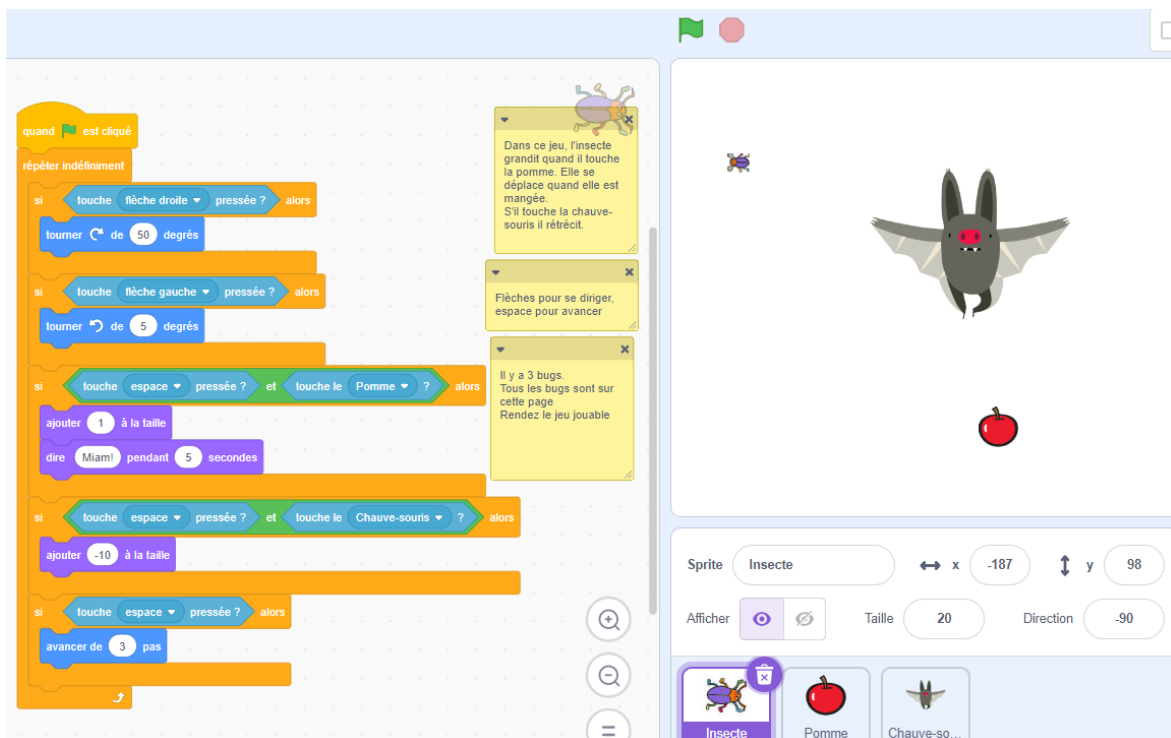 quand est cliqué
répéter indéfiniment
si touche flèche droite pressée ? alors
tourner de 50 degrés
si touche flèche gauche pressée ? alors
tourner de 5 degrés
si touche espace pressée ? et touche le Pomme ? alors
ajouter 1 à la taille
dire Miam! pendant 5 secondes
si touche espace pressée ? et touche le Chauve-souris ? alors
ajouter -10 à la taille
si touche espace pressée ? alors
avancer de 3 pas
Dans ce jeu, l'insecte
grandit quand il touche
la pomme. Elle se
déplace quand elle est
mangée.
S'il touche la chauve-
souris il rétrécit.
Flèches pour se diriger,
espace pour avancer
Il y a 3 bugs.
Tous les bugs sont sur
cette page
Rendez le jeu jouable
Sprite Insecte x -187 y 98
Afficher Taille 20 Direction -90
Insecte Pomme Chauve-so...